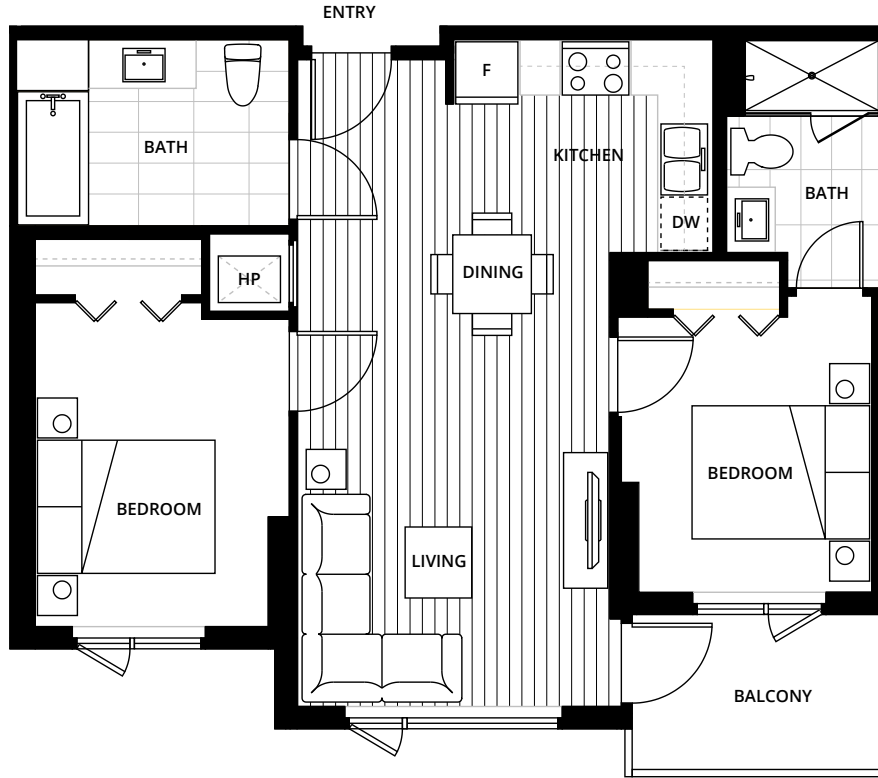 ENTRY
F
BATH
KITCHEN
BATH
DW
HP
DINING
BEDROOM
BEDROOM
LIVING
BALCONY